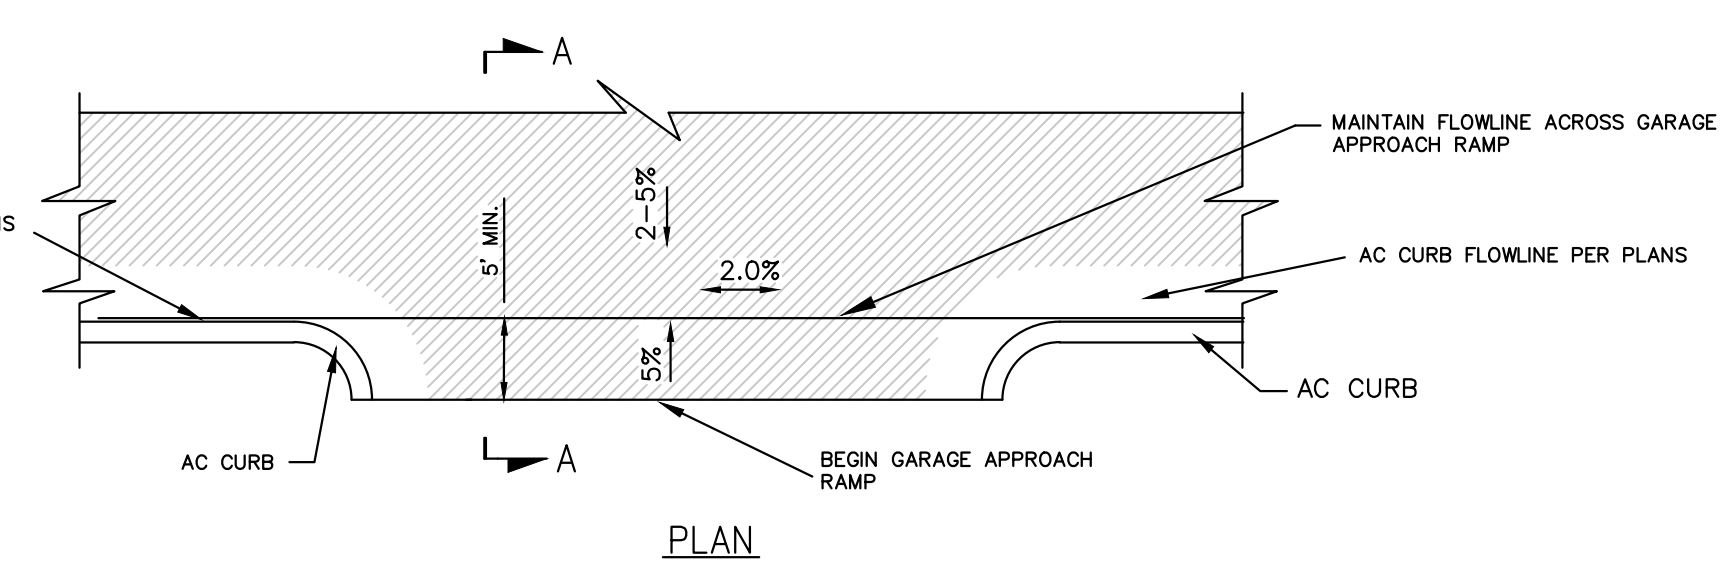 A
MAINTAIN FLOWLINE ACROSS GARAGE
APPROACH RAMP
2-5%
5' MIN.
2.0%
AC CURB FLOWLINE PER PLANS
5%
AC CURB
AC CURB
A
BEGIN GARAGE APPROACH
RAMP
PLAN